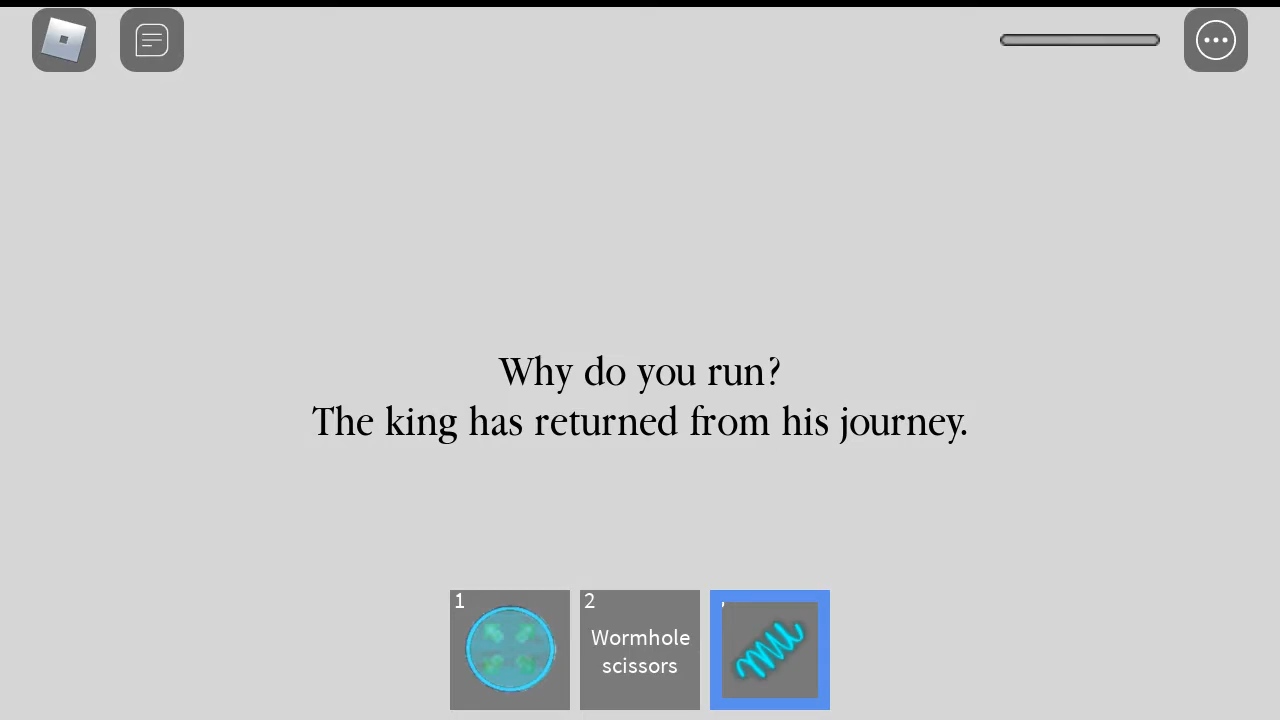 Why do you run?
The king has returned from his journey.
1
2
Wormhole
scissors